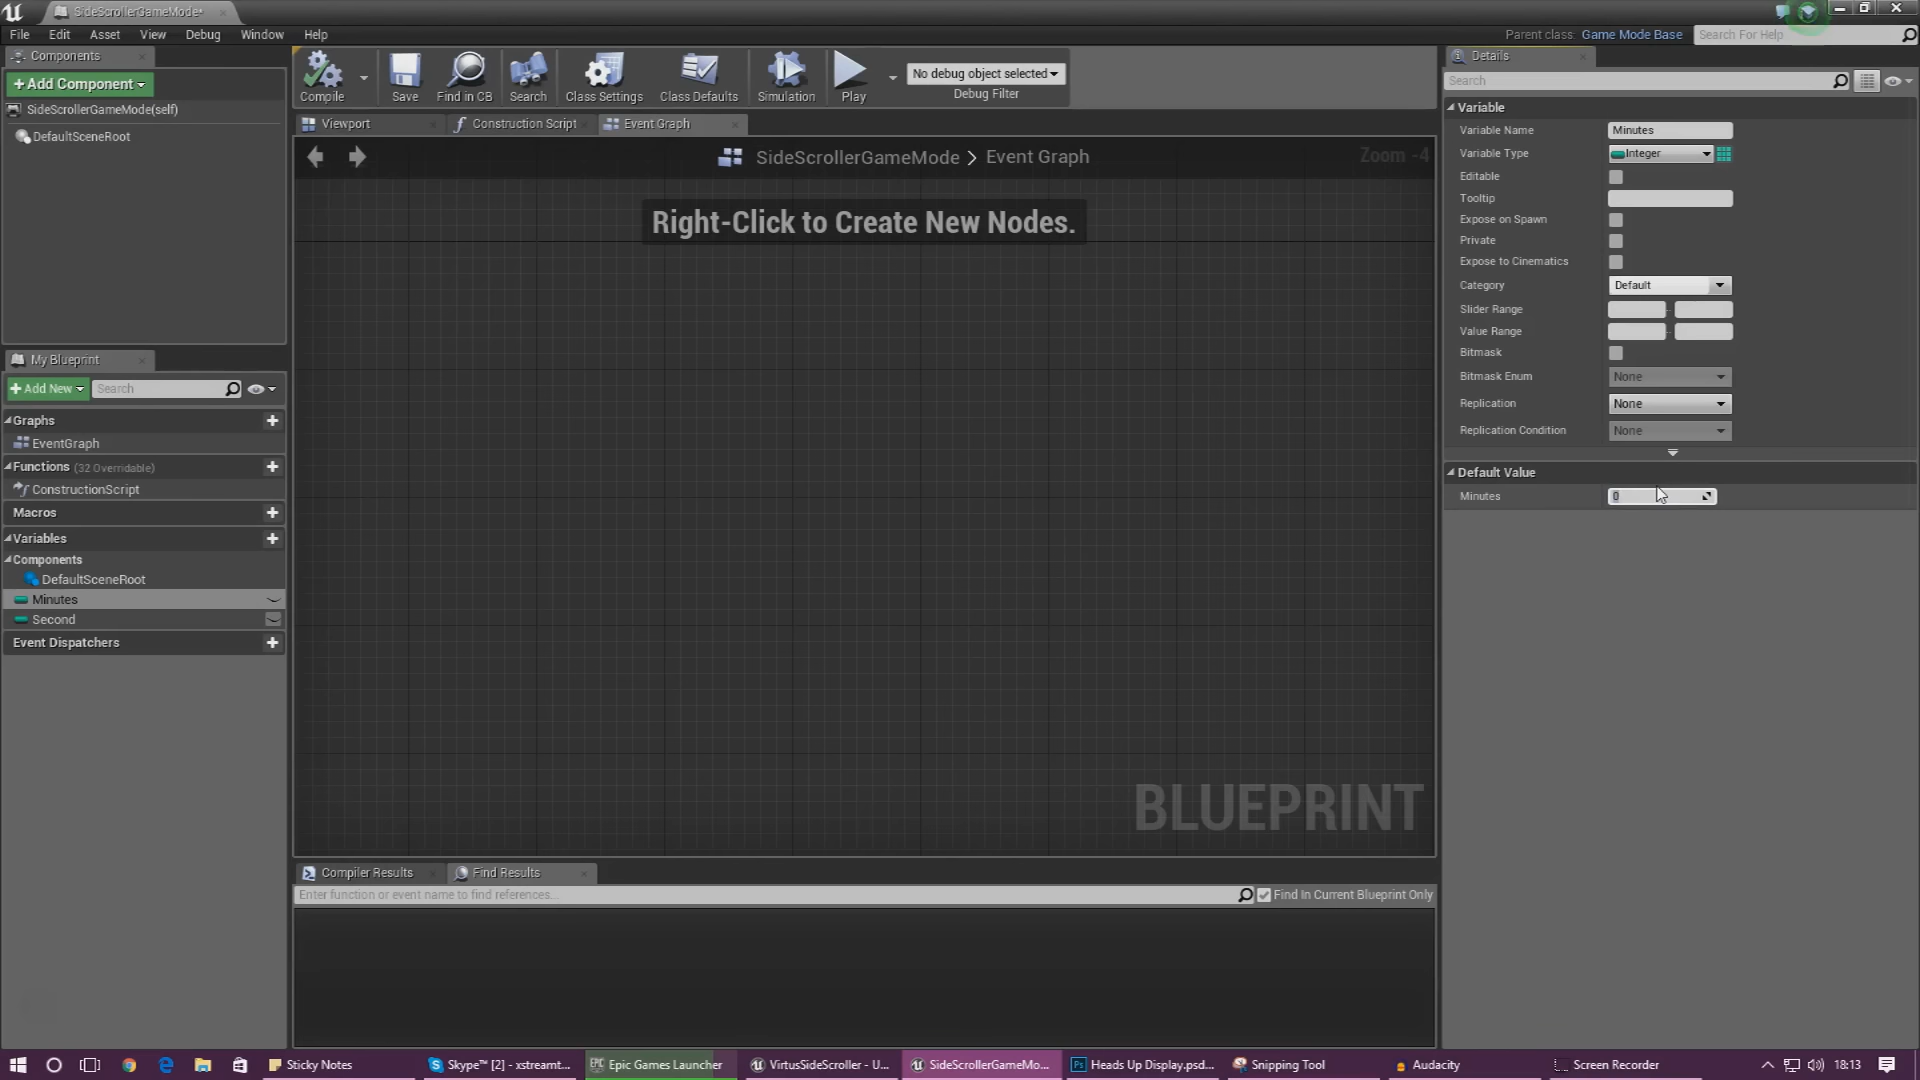 SideScrollerGameMode*
File Edit Asset View Debug Window Help
Parent class: Game Mode Base
Search For Help
Components
+Add Component
SideScrollerGameMode(self)
DefaultSceneRoot
Compile
Save
Find in CB
Search
Class Settings
Class Defaults
Simulation
Play
No debug object selected
Debug Filter
Viewport
Construction Script
Event Graph
SideScrollerGameMode > Event Graph
Zoom -4
Right-Click to Create New Nodes.
BLUEPRINT
My Blueprint
+Add New
Search
Graphs
EventGraph
Functions (32 Overridable)
ConstructionScript
Macros
Variables
Components
DefaultSceneRoot
Minutes
Second
Event Dispatchers
Compiler Results
Find Results
Enter function or event name to find references...
Find In Current Blueprint Only
Details
Search
Variable
Variable Name Minutes
Variable Type Integer
Editable
Tooltip
Expose on Spawn
Private
Expose to Cinematics
Category Default
Slider Range
Value Range
Bitmask
Bitmask Enum None
Replication None
Replication Condition None
Default Value
Minutes 0
Sticky Notes
Skype™ [2] - xstreamt...
Epic Games Launcher
VirtusSideScroller - U...
SideScrollerGameMo...
Heads Up Display.psd...
Snipping Tool
Audacity
Screen Recorder
18:13